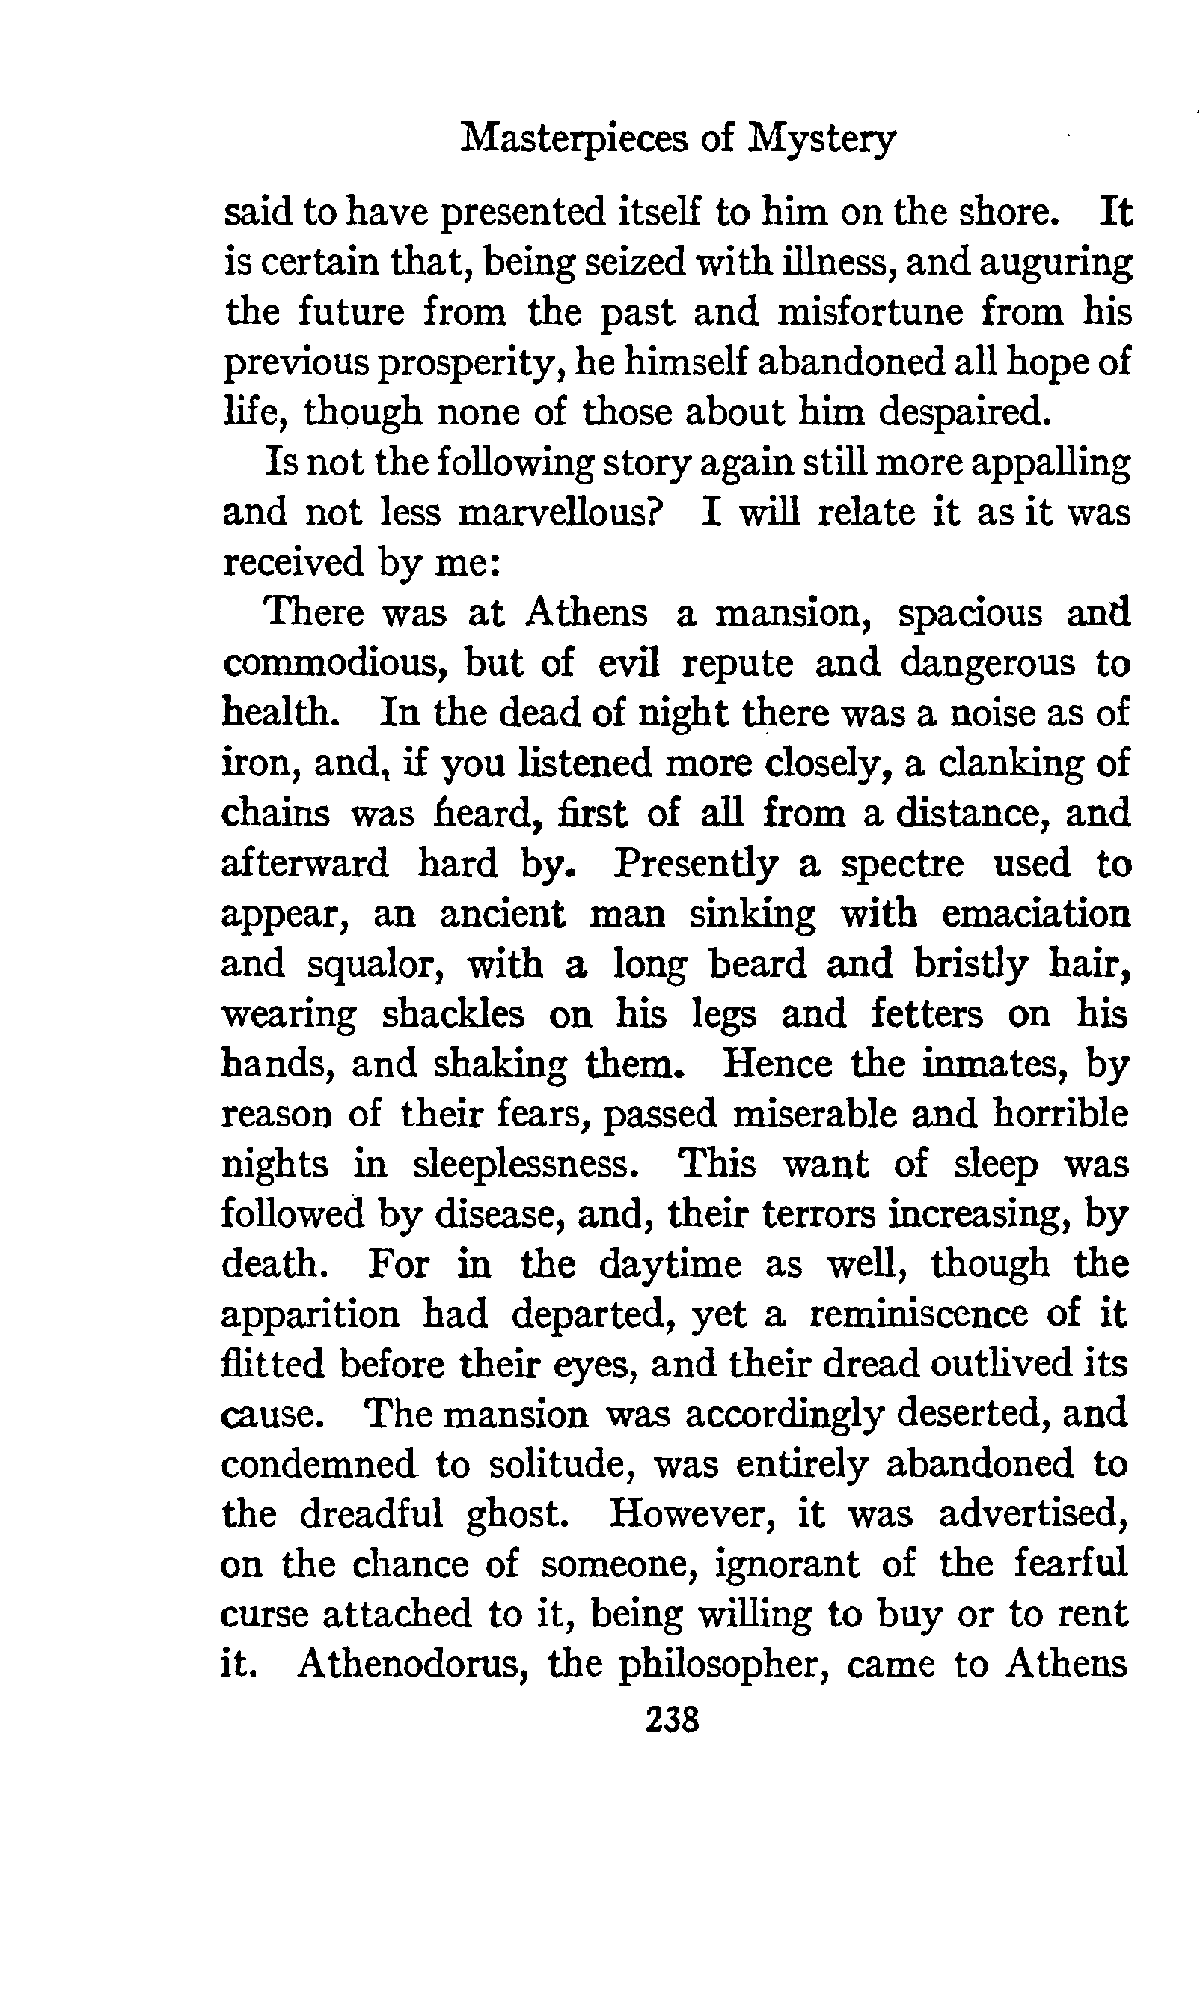 Masterpieces of Mystery
said to have presented itself to him on the shore. It
is certain that, being seized with illness, and auguring
the future from the past and misfortune from his
previous prosperity, he himself abandoned all hope of
life, though none of those about him despaired.
Is not the following story again still more appalling
and not less marvellous? I will relate it as it was
received by me:
There was at Athens a mansion, spacious and
commodious, but of evil repute and dangerous to
health. In the dead of night there was a noise as of
iron, and, if you listened more closely, a clanking of
chains was heard, first of all from a distance, and
afterward hard by. Presently a spectre used to
appear, an ancient man sinking with emaciation
and squalor, with a long beard and bristly hair,
wearing shackles on his legs and fetters on his
hands, and shaking them. Hence the inmates, by
reason of their fears, passed miserable and horrible
nights in sleeplessness. This want of sleep was
followed by disease, and, their terrors increasing, by
death. For in the daytime as well, though the
apparition had departed, yet a reminiscence of it
flitted before their eyes, and their dread outlived its
cause. The mansion was accordingly deserted, and
condemned to solitude, was entirely abandoned to
the dreadful ghost. However, it was advertised,
on the chance of someone, ignorant of the fearful
curse attached to it, being willing to buy or to rent
it. Athenodorus, the philosopher, came to Athens
238